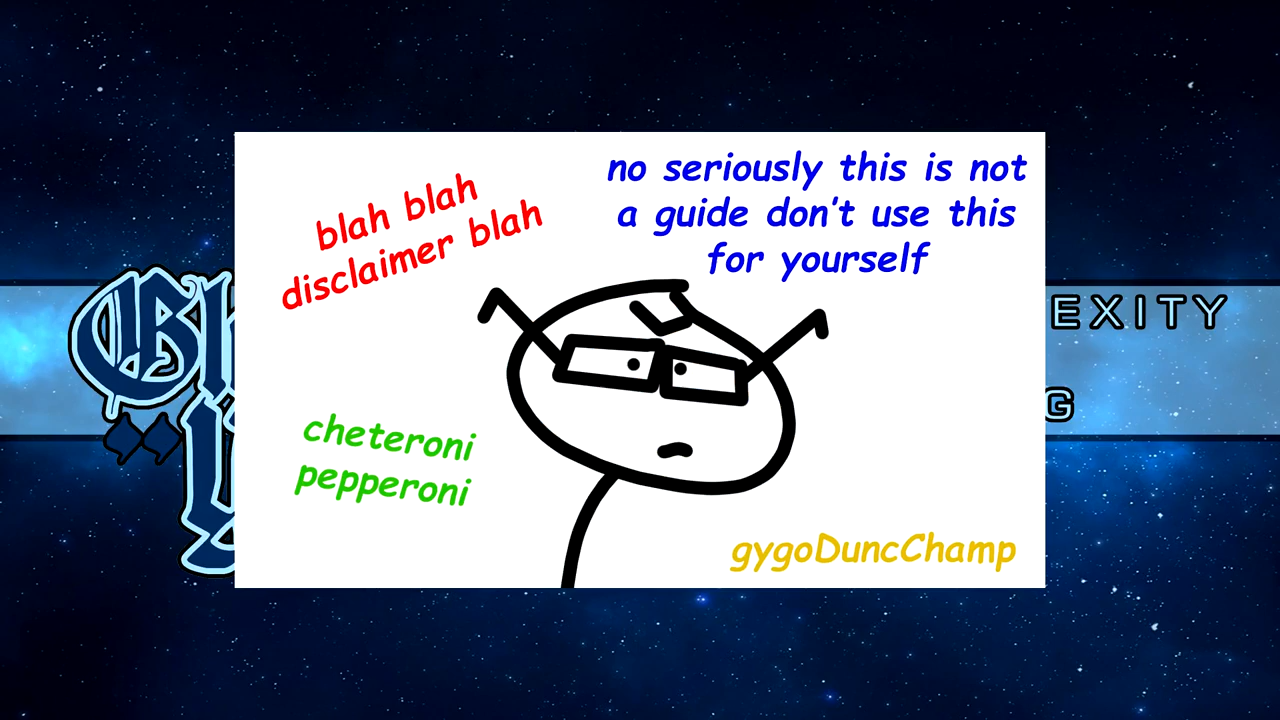 blah blah
disclaimer blah
no seriously this is not
a guide don't use this
for yourself
EXITY
G
cheteroni
pepperoni
gygoDuncChamp